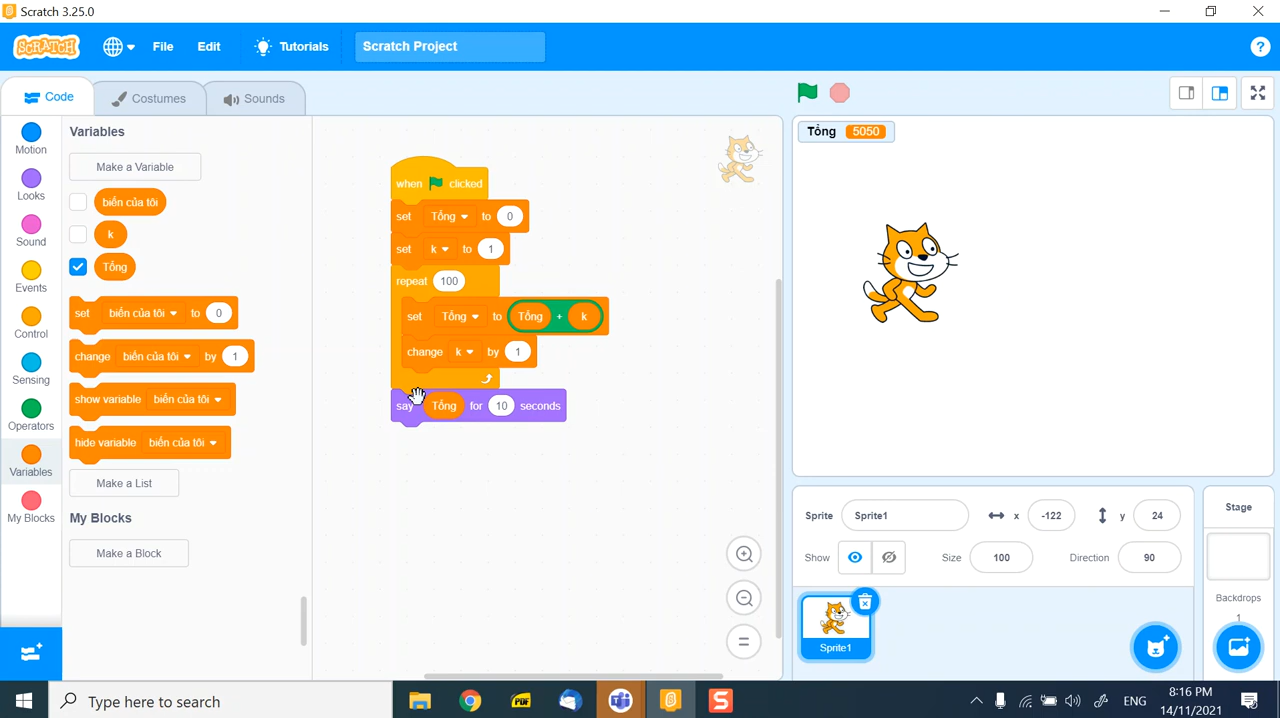 Scratch 3.25.0
SCRATCH
File
Edit
Tutorials
Scratch Project
?
Code
Costumes
Sounds
Motion
Looks
Sound
Events
Control
Sensing
Operators
Variables
My Blocks
Variables
Make a Variable
biến của tôi
k
Tổng
set biến của tôi to 0
change biến của tôi by 1
show variable biến của tôi
hide variable biến của tôi
Make a List
My Blocks
Make a Block
when clicked
set Tổng to 0
set k to 1
repeat 100
set Tổng to Tổng + k
change k by 1
say Tổng for 10 seconds
Tổng 5050
Sprite Sprite1 x -122 y 24
Show Size 100 Direction 90
Sprite1
Stage
Backdrops
1
Type here to search
PDF
S
ENG
8:16 PM
14/11/2021